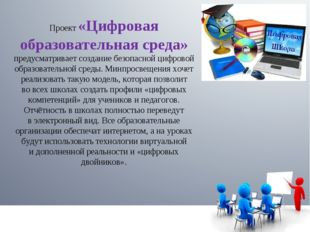 Проект «Цифровая
образовательная среда»
предусматривает создание безопасной цифровой
образовательной среды. Минпросвещения хочет
реализовать такую модель, которая позволит
во всех школах создать профили «цифровых
компетенций» для учеников и педагогов.
Отчётность в школах полностью переведут
в электронный вид. Все образовательные
организации обеспечат интернетом, а на уроках
будут использовать технологии виртуальной
и дополненной реальности и «цифровых
двойников».
Цифровая
Школа